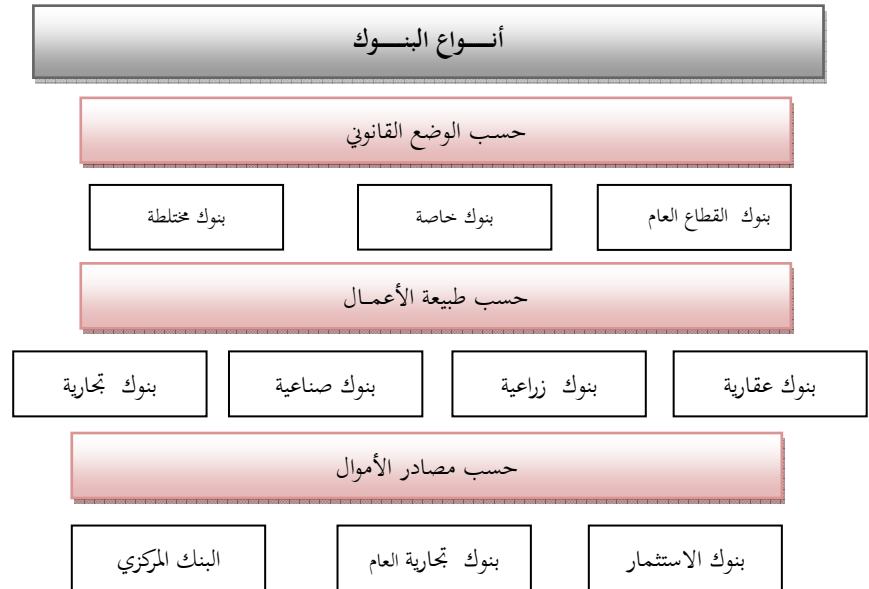 أنـــواع البنـــوك
حسب الوضع القانوني
بنوك القطاع العام
بنوك خاصة
بنوك مختلطة
حسب طبيعة الأعمـال
بنوك عقارية
بنوك زراعية
بنوك صناعية
بنوك تجارية
حسب مصادر الأموال
بنوك الاستثمار
بنوك تجارية العام
البنك المركزي